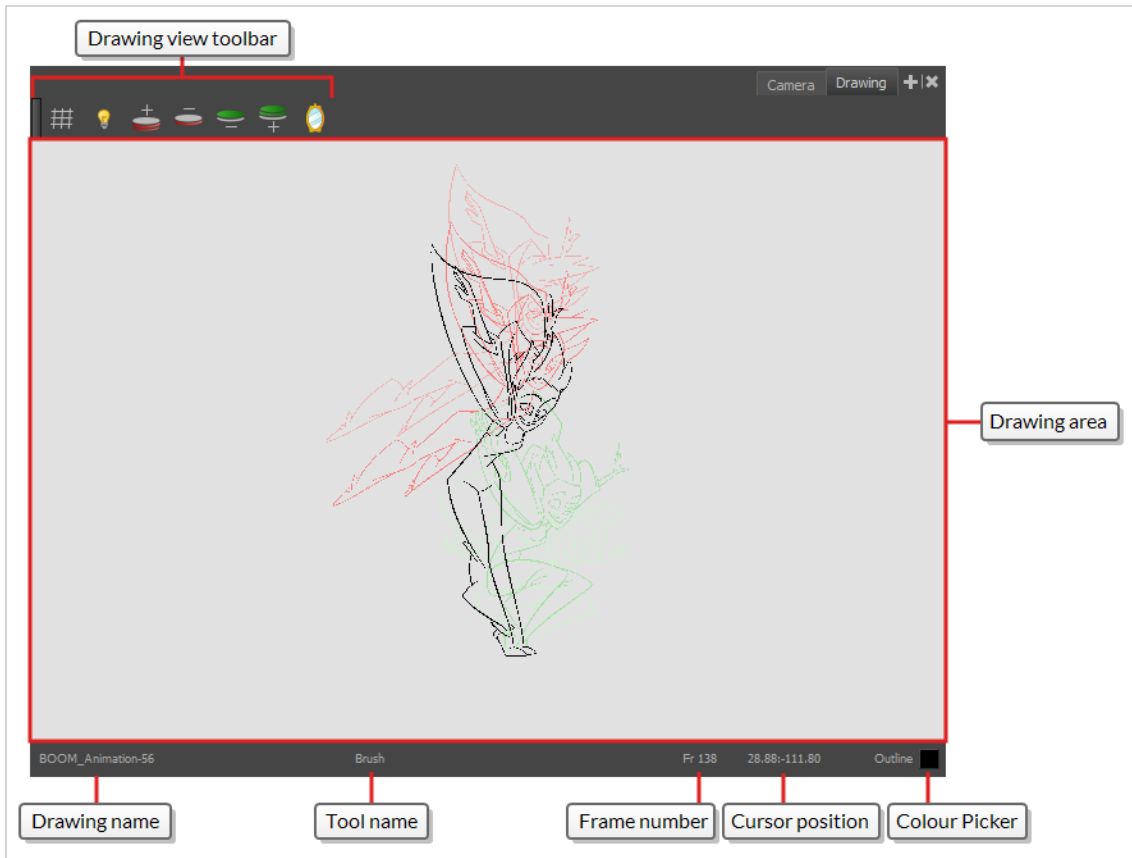 Drawing view toolbar
Camera
Drawing
Drawing area
BOOM_Animation-56
Brush
Fr 138
28.88:-111.80
Outline
Drawing name
Tool name
Frame number
Cursor position
Colour Picker